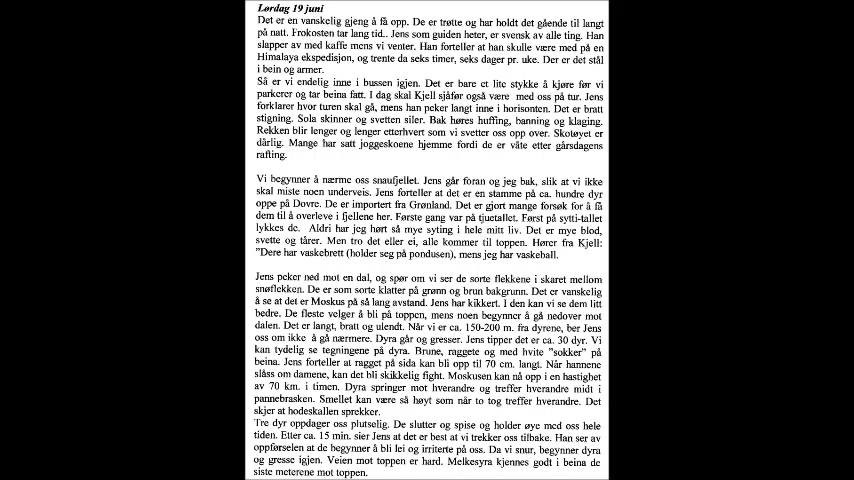 Lørdag 19 juni
Det er en vanskelig gjeng å få opp. De er trøtte og har holdt det gående til langt
på natt. Frokosten tar lang tid.. Jens som guiden heter, er svensk av alle ting. Han
slapper av med kaffe mens vi venter. Han forteller at han skulle være med på en
Himalaya ekspedisjon, og trente da seks timer, seks dager pr. uke. Der er det stål
i bein og armer.
Så er vi endelig inne i bussen igjen. Det er bare et lite stykke å kjøre før vi
parkerer og tar beina fatt. I dag skal Kjell sjåfør også være med oss på tur. Jens
forklarer hvor turen skal gå, mens han peker langt inne i horisonten. Det er bratt
stigning. Sola skinner og svetten siler. Bak høres huffing, banning og klaging.
Rekken blir lenger og lenger etterhvert som vi svetter oss opp over. Skotøyet er
dårlig. Mange har satt joggeskoene hjemme fordi de er våte etter gårsdagens
rafting.
Vi begynner å nærme oss snaufjellet. Jens går foran og jeg bak, slik at vi ikke
skal miste noen underveis. Jens forteller at det er en stamme på ca. hundre dyr
oppe på Dovre. De er importert fra Grønland. Det er gjort mange forsøk for å få
dem til å overleve i fjellene her. Første gang var på tjuetallet. Først på sytti-tallet
lykkes de. Aldri har jeg hørt så mye syting i hele mitt liv. Det er mye blod,
svette og tårer. Men tro det eller ei, alle kommer til toppen. Hører fra Kjell:
”Dere har vaskebrett (holder seg på pondusen), mens jeg har vaskeball.
Jens peker ned mot en dal, og spør om vi ser de sorte flekkene i skaret mellom
snøflekken. De er som sorte klatter på grønn og brun bakgrunn. Det er vanskelig
å se at det er Moskus på så lang avstand. Jens har kikkert. I den kan vi se dem litt
bedre. De fleste velger å bli på toppen, mens noen begynner å gå nedover mot
dalen. Det er langt, bratt og ulendt. Når vi er ca. 150-200 m. fra dyrene, ber Jens
oss om ikke å gå nærmere. Dyra går og gresser. Jens tipper det er ca. 30 dyr. Vi
kan tydelig se tegningene på dyra. Brune, raggete og med hvite ”sokker” på
beina. Jens forteller at ragget på sida kan bli opp til 70 cm. langt. Når hannene
slåss om damene, kan det bli skikkelig fight. Moskusen kan nå opp i en hastighet
av 70 km. i timen. Dyra springer mot hverandre og treffer hverandre midt i
pannebrasken. Smellet kan være så høyt som når to tog treffer hverandre. Det
skjer at hodeskallen sprekker.
Tre dyr oppdager oss plutselig. De slutter og spise og holder øye med oss hele
tiden. Etter ca. 15 min. sier Jens at det er best at vi trekker oss tilbake. Han ser av
oppførselen at de begynner å bli lei og irriterte på oss. Da vi snur, begynner dyra
og gresse igjen. Veien mot toppen er hard. Melkesyra kjennes godt i beina de
siste meterene mot toppen.